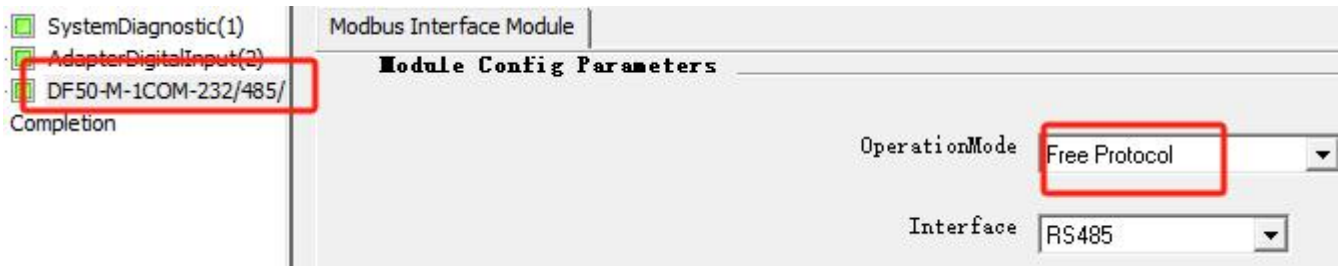 SystemDiagnostic(1)
AdapterDigitalInput(2)
DF50-M-1COM-232/485/
Completion
Modbus Interface Module
Module Config Parameters
OperationMode Free Protocol
Interface RS485